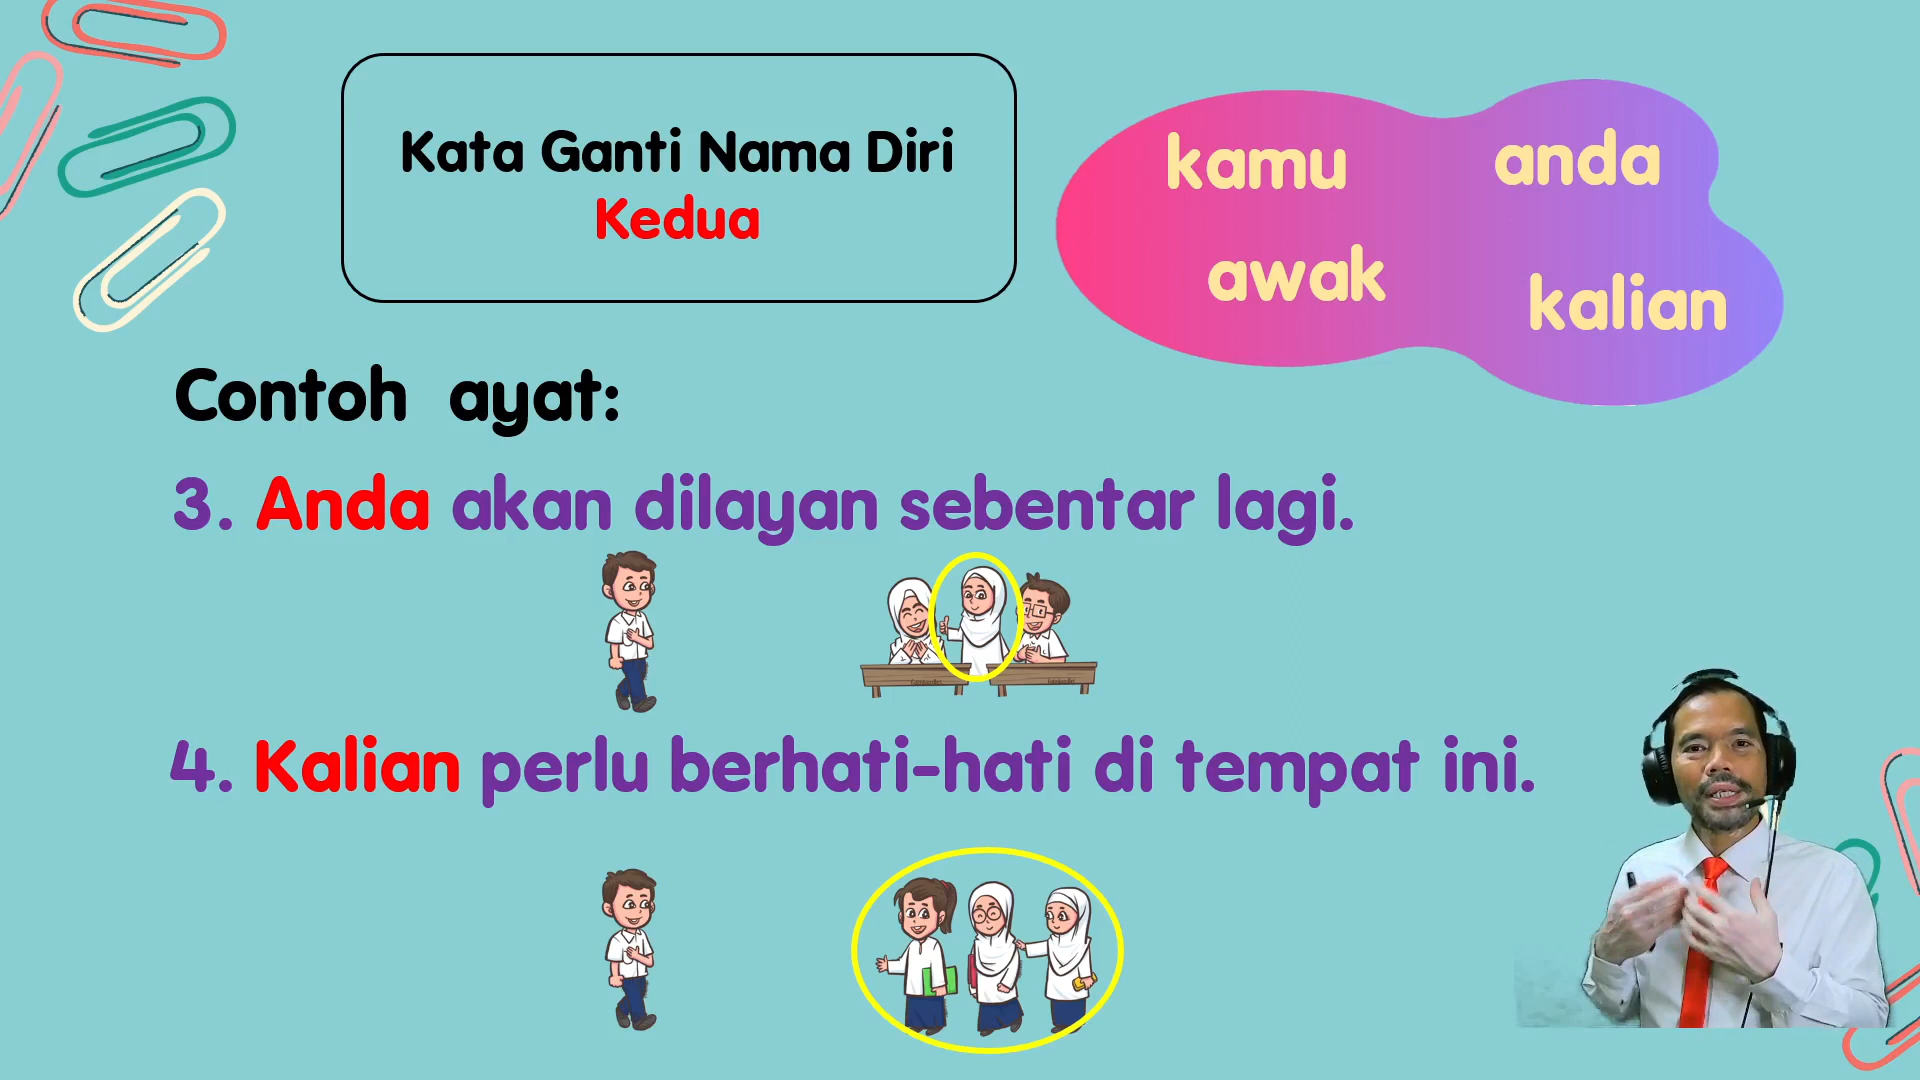 Kata Ganti Nama Diri
Kedua
kamu
anda
awak
kalian
Contoh ayat:
3. Anda akan dilayan sebentar lagi.
4. Kalian perlu berhati-hati di tempat ini.